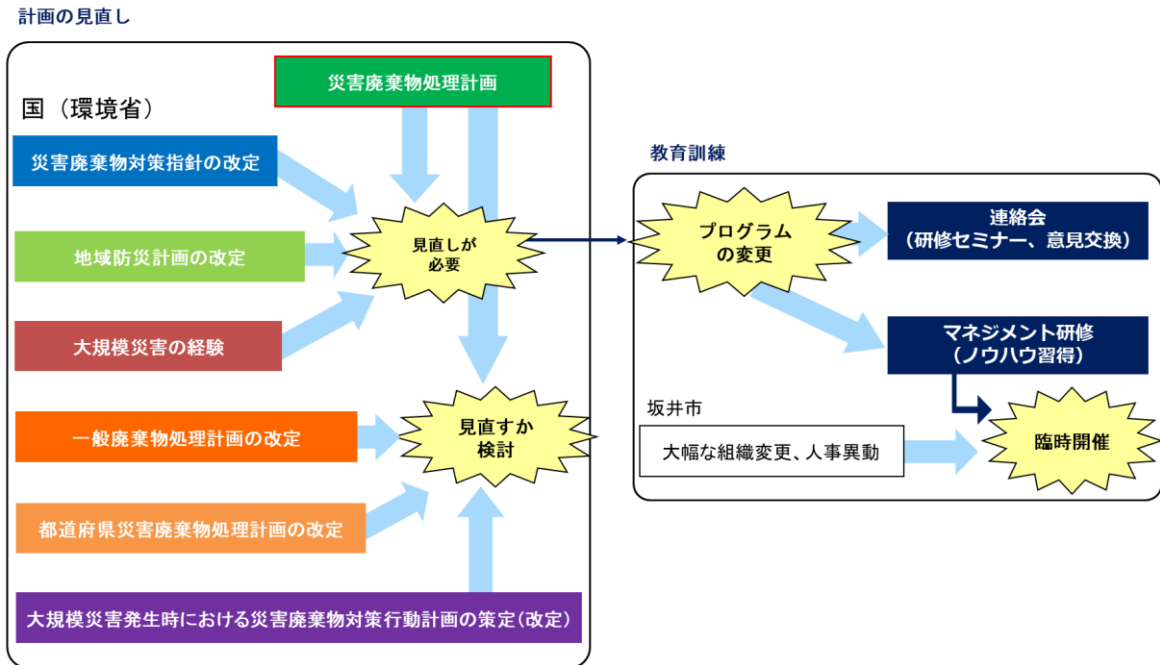 計画の見直し
災害廃棄物処理計画
国（環境省）
災害廃棄物対策指針の改定
地域防災計画の改定
見直しが
必要
大規模災害の経験
一般廃棄物処理計画の改定
見直すか
検討
都道府県災害廃棄物処理計画の改定
大規模災害発生時における災害廃棄物対策行動計画の策定(改定)
教育訓練
プログラム
の変更
連絡会
（研修セミナー、意見交換）
マネジメント研修
（ノウハウ習得）
坂井市
大幅な組織変更、人事異動
臨時開催